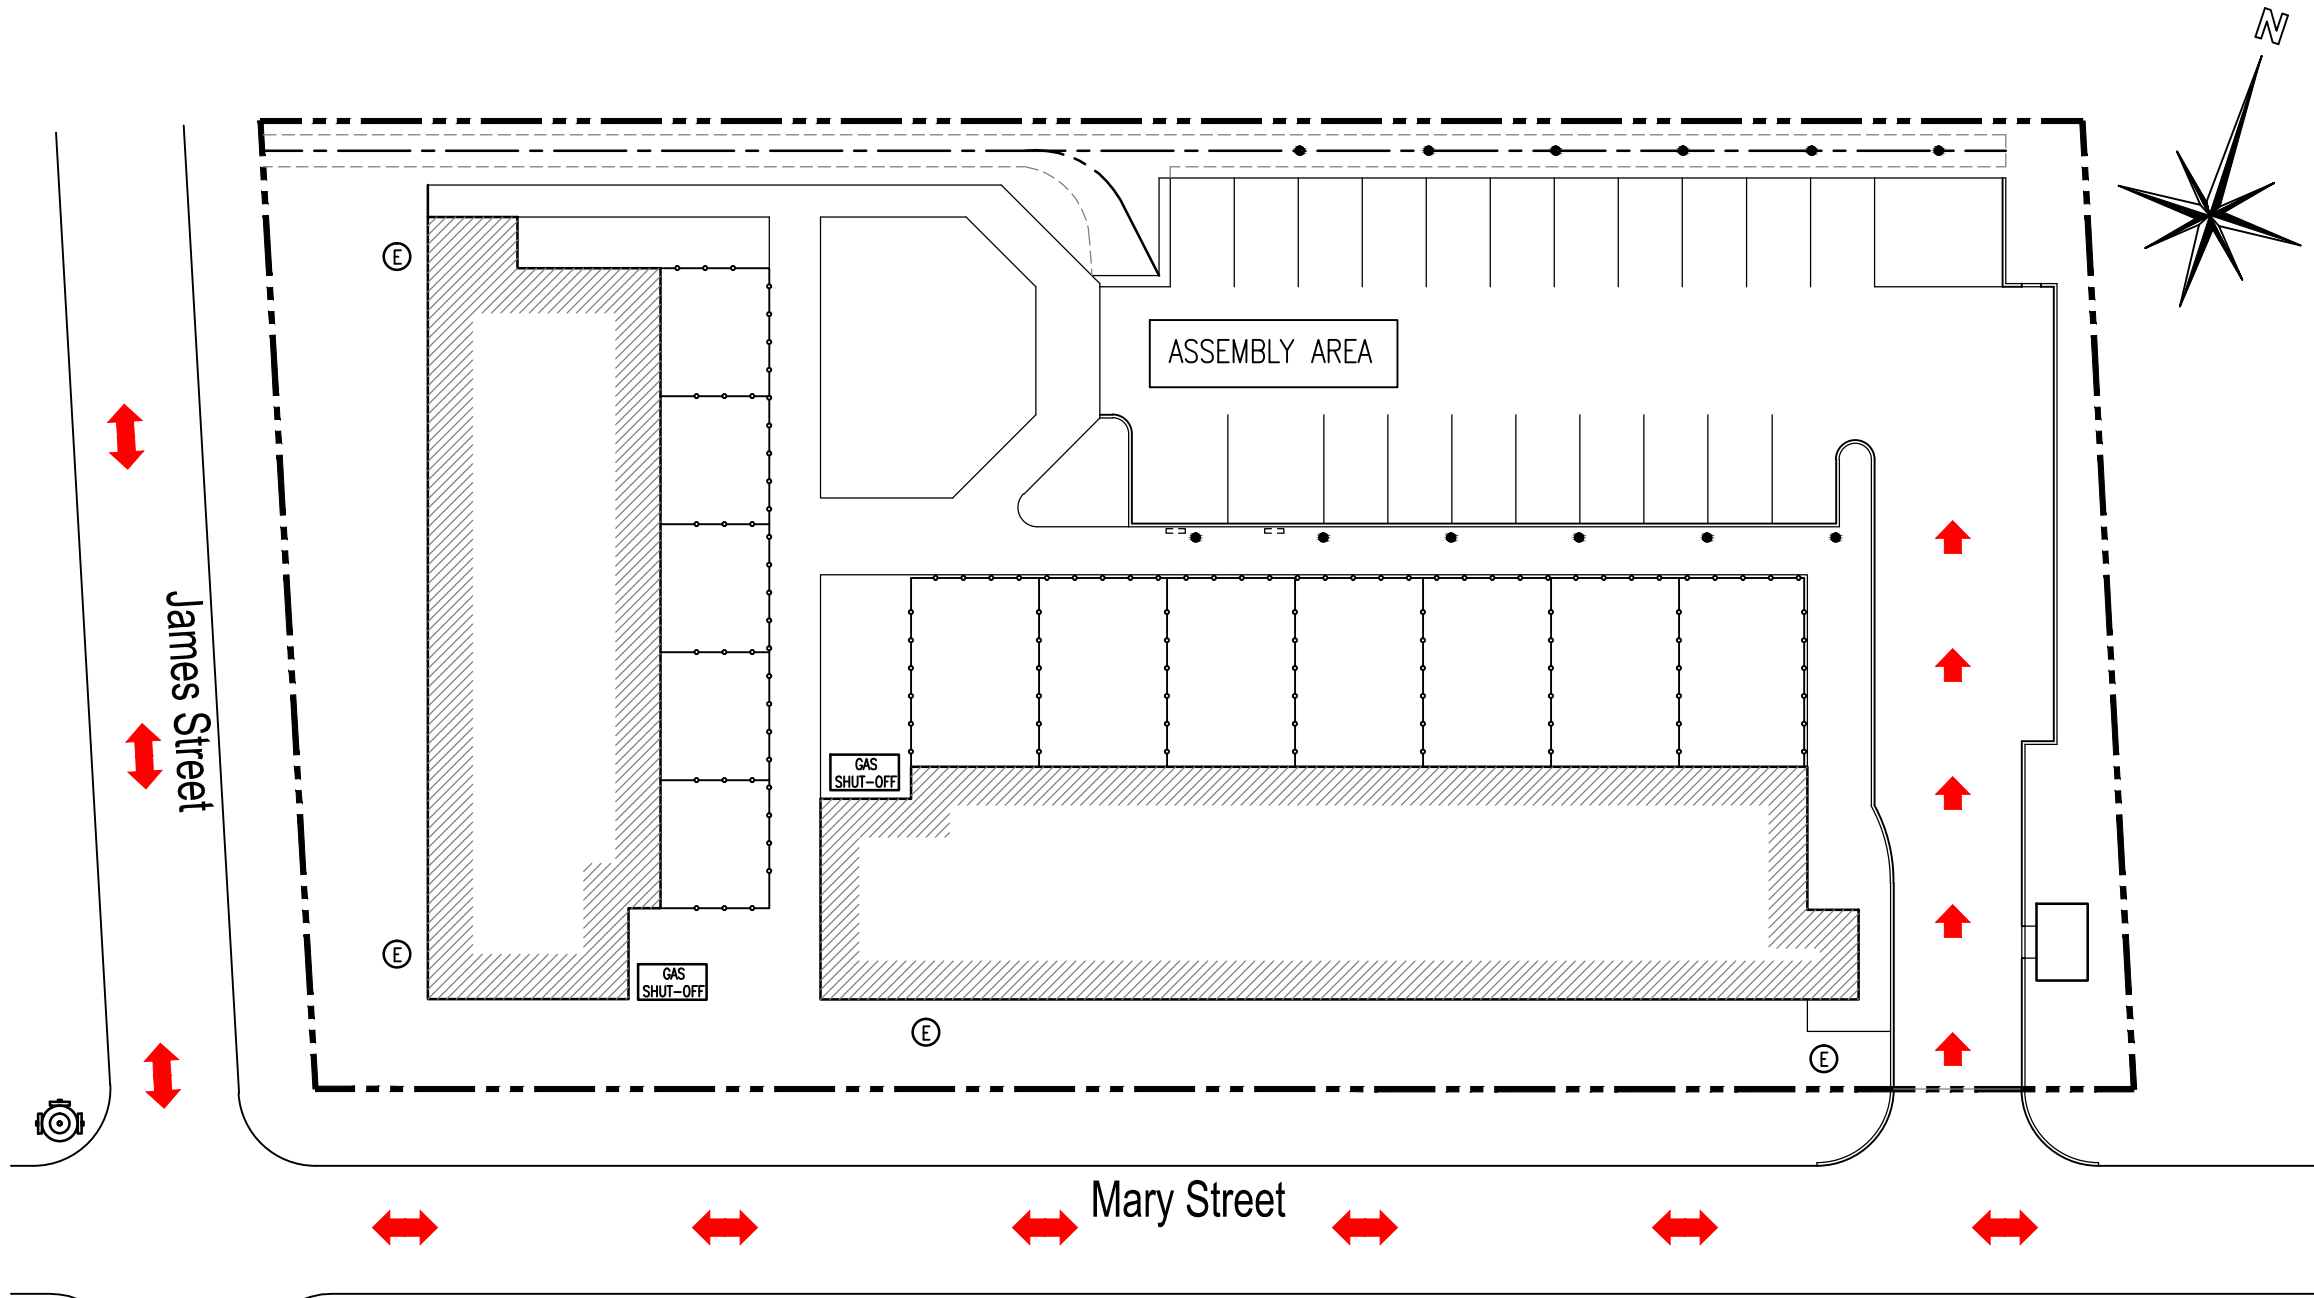 N
E
ASSEMBLY AREA
James Street
GAS
SHUT-OFF
E
GAS
SHUT-OFF
E
E
Mary Street